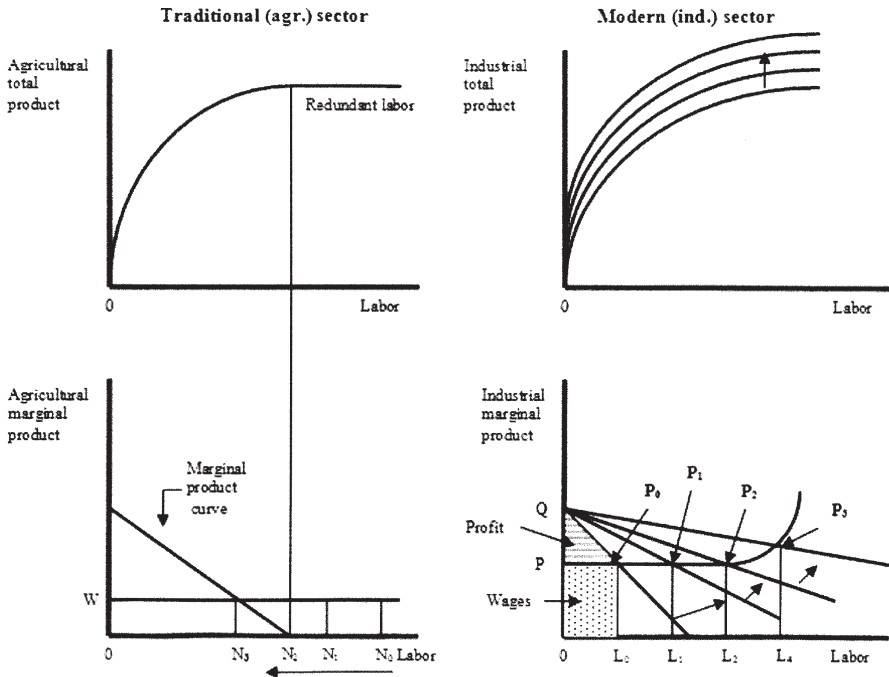 Traditional (agr.) sector
Modern (ind.) sector
Agricultural
total
product
Redundant labor
0
Labor
Industrial
total
product
0
Labor
Agricultural
marginal
product
Marginal
product
curve
W
0
N₃
N₂
N₁
N₀
Labor
Industrial
marginal
product
Q
Profit
P
Wages
P₀
P₁
P₂
P₃
0
L₀
L₁
L₂
L₄
Labor